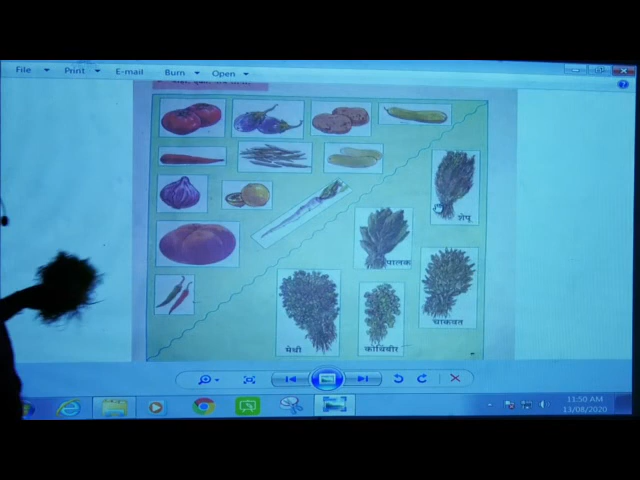 File Print E-mail Burn Open
शेपू
पालक
चाकवत
मेथी
कोथिंबीर
11:50 AM
13/08/2020